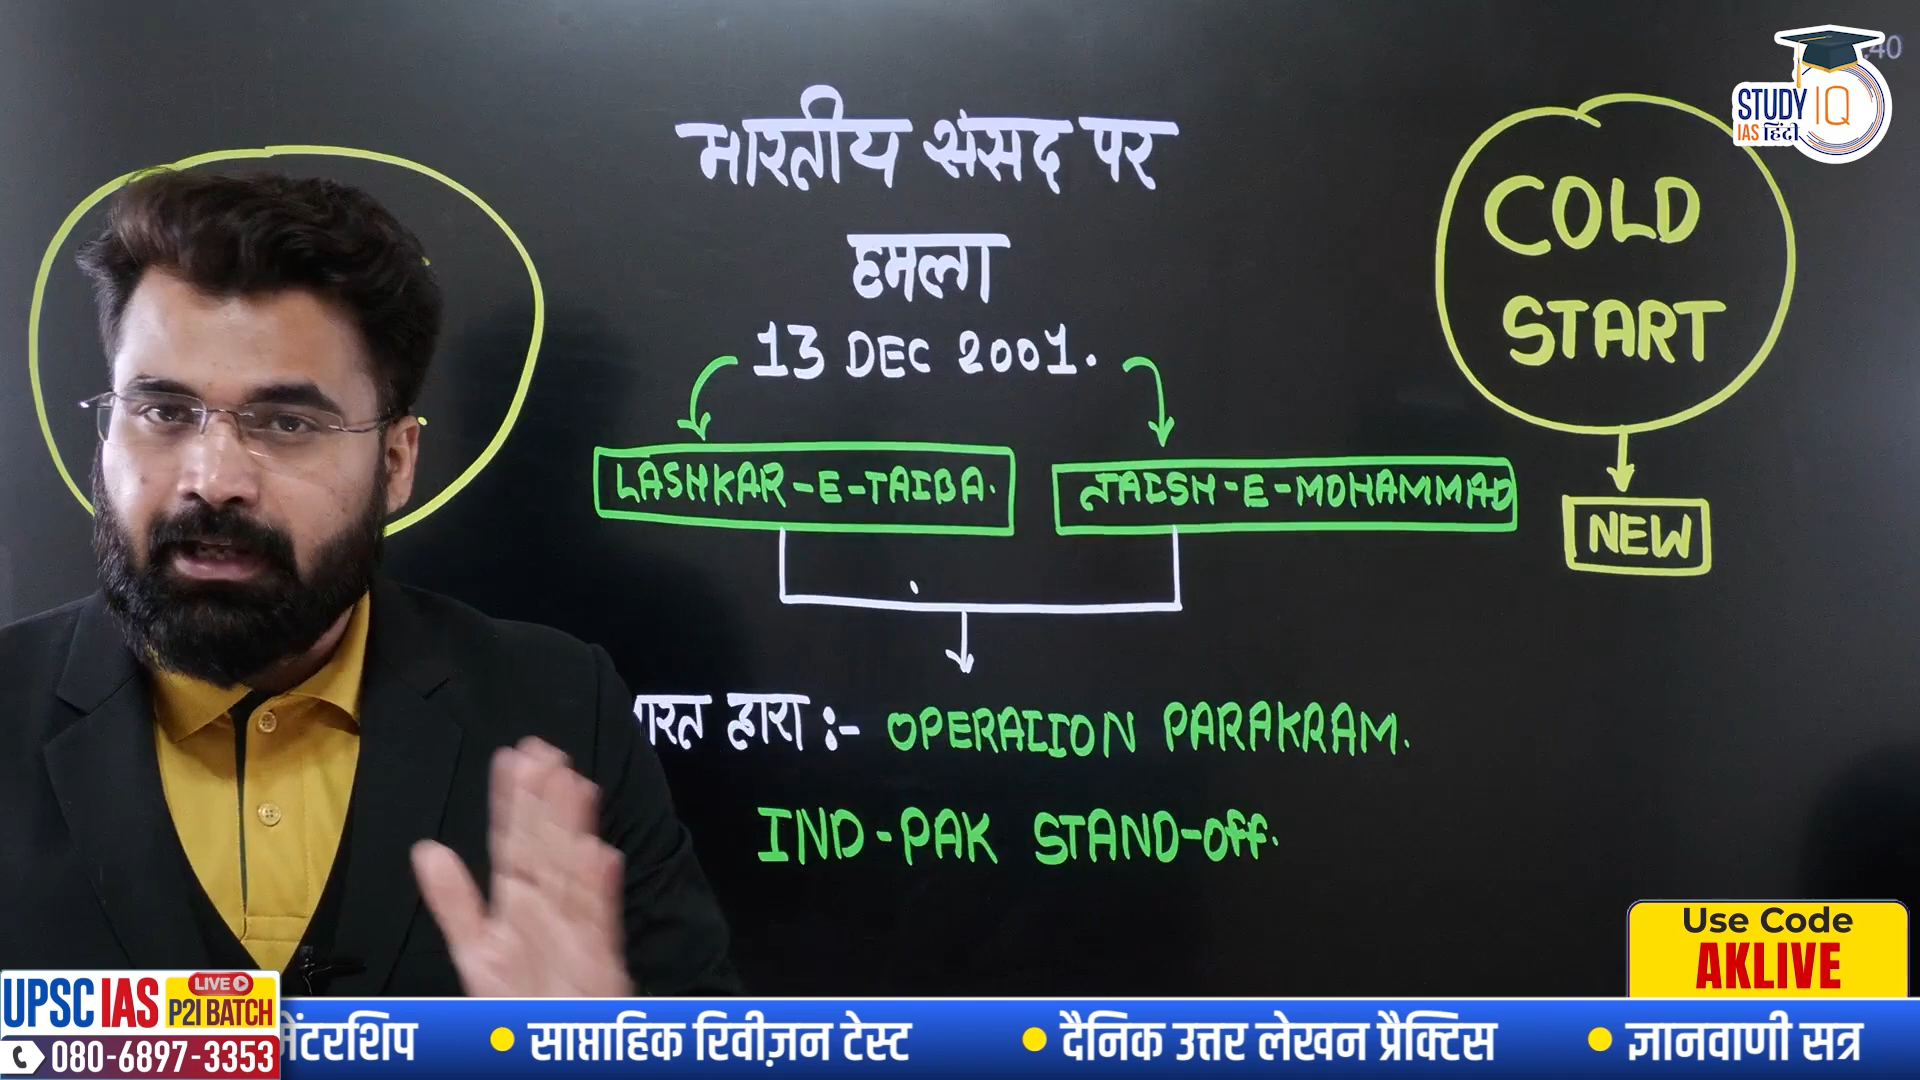 भारतीय संसद पर
हमला
13 DEC 2001.
LASHKAR-E-TAIBA.
JAISH-E-MOHAMMAD
ारत द्वारा :- OPERATION PARAKRAM.
IND-PAK STAND-Off.
COLD
START
NEW
40
STUDY IQ
IAS हिंदी
Use Code
AKLIVE
UPSC IAS LIVE P2I BATCH
080-6897-3353
मेंटरशिप • साप्ताहिक रिवीज़न टेस्ट • दैनिक उत्तर लेखन प्रैक्टिस • ज्ञानवाणी सत्र